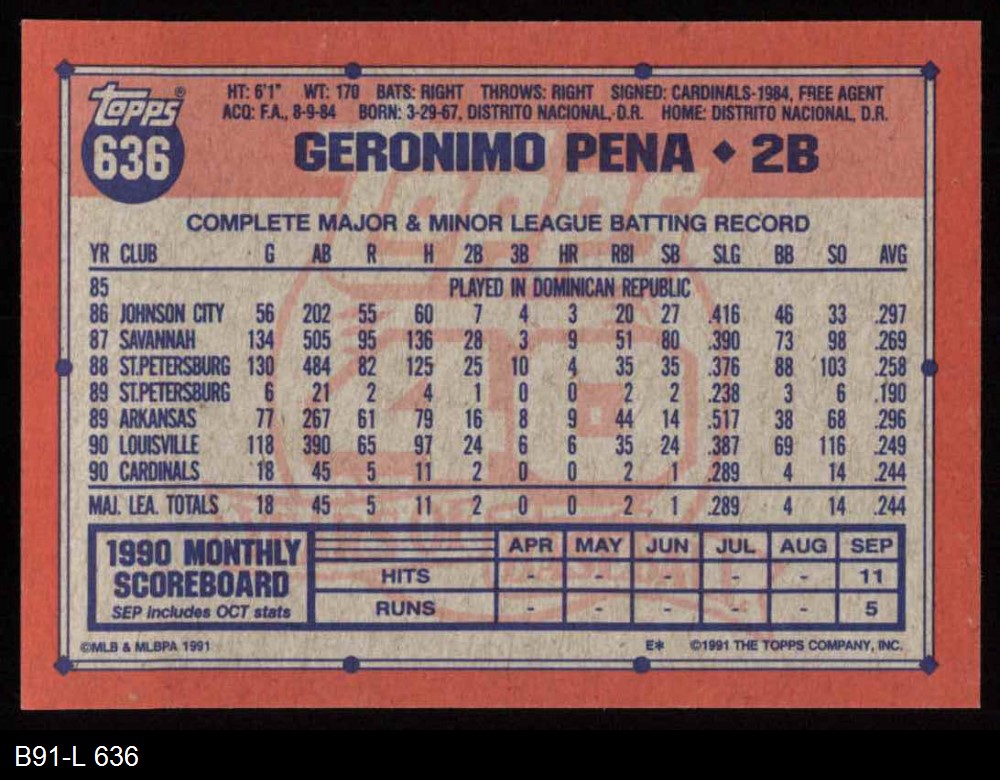 topps®
636
HT: 6'1" WT: 170 BATS: RIGHT THROWS: RIGHT SIGNED: CARDINALS-1984, FREE AGENT
ACQ: F.A., 8-9-84 BORN: 3-29-67, DISTRITO NACIONAL, D.R. HOME: DISTRITO NACIONAL, D.R.
GERONIMO PENA ◆ 2B
COMPLETE MAJOR & MINOR LEAGUE BATTING RECORD
YR CLUB G AB R H 2B 3B HR RBI SB SLG BB SO AVG
85 PLAYED IN DOMINICAN REPUBLIC
86 JOHNSON CITY 56 202 55 60 7 4 3 20 27 .416 46 33 .297
87 SAVANNAH 134 505 95 136 28 3 9 51 80 .390 73 98 .269
88 ST.PETERSBURG 130 484 82 125 25 10 4 35 35 .376 88 103 .258
89 ST.PETERSBURG 6 21 2 4 1 0 0 2 2 .238 3 6 .190
89 ARKANSAS 77 267 61 79 16 8 9 44 14 .517 38 68 .296
90 LOUISVILLE 118 390 65 97 24 6 6 35 24 .387 69 116 .249
90 CARDINALS 18 45 5 11 2 0 0 2 1 .289 4 14 .244
MAJ. LEA. TOTALS 18 45 5 11 2 0 0 2 1 .289 4 14 .244
1990 MONTHLY SCOREBOARD
SEP includes OCT stats
APR MAY JUN JUL AUG SEP
HITS - - - - - 11
RUNS - - - - - 5
©MLB & MLBPA 1991 E* ©1991 THE TOPPS COMPANY, INC.
B91-L 636